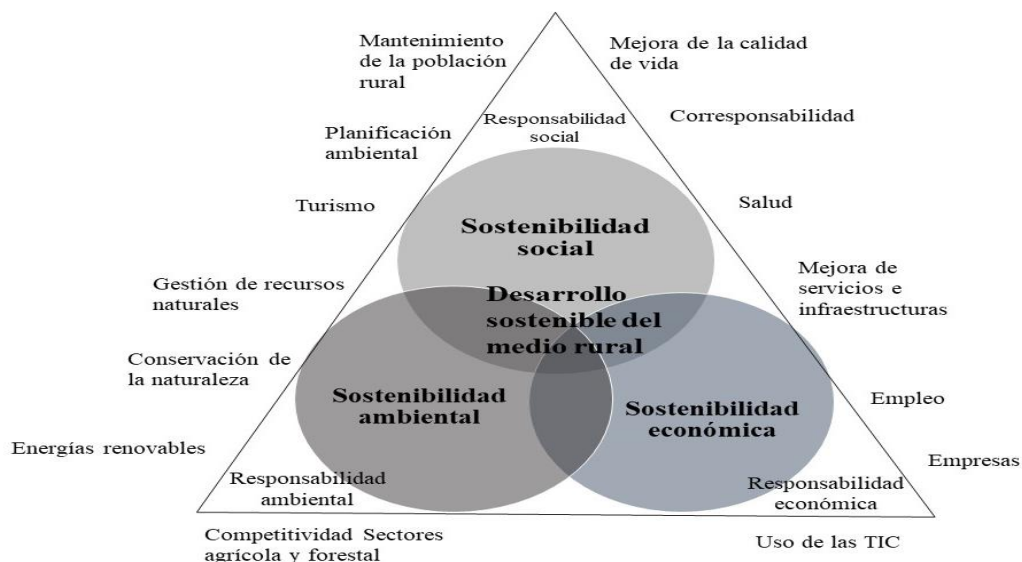 Mantenimiento
de la población
rural
Mejora de la calidad
de vida
Responsabilidad
social
Corresponsabilidad
Planificación
ambiental
Turismo
Salud
Sostenibilidad
social
Gestión de recursos
naturales
Mejora de
servicios e
infraestructuras
Desarrollo
sostenible del
medio rural
Conservación de
la naturaleza
Sostenibilidad
ambiental
Sostenibilidad
económica
Empleo
Energías renovables
Empresas
Responsabilidad
ambiental
Responsabilidad
económica
Competitividad Sectores
agrícola y forestal
Uso de las TIC